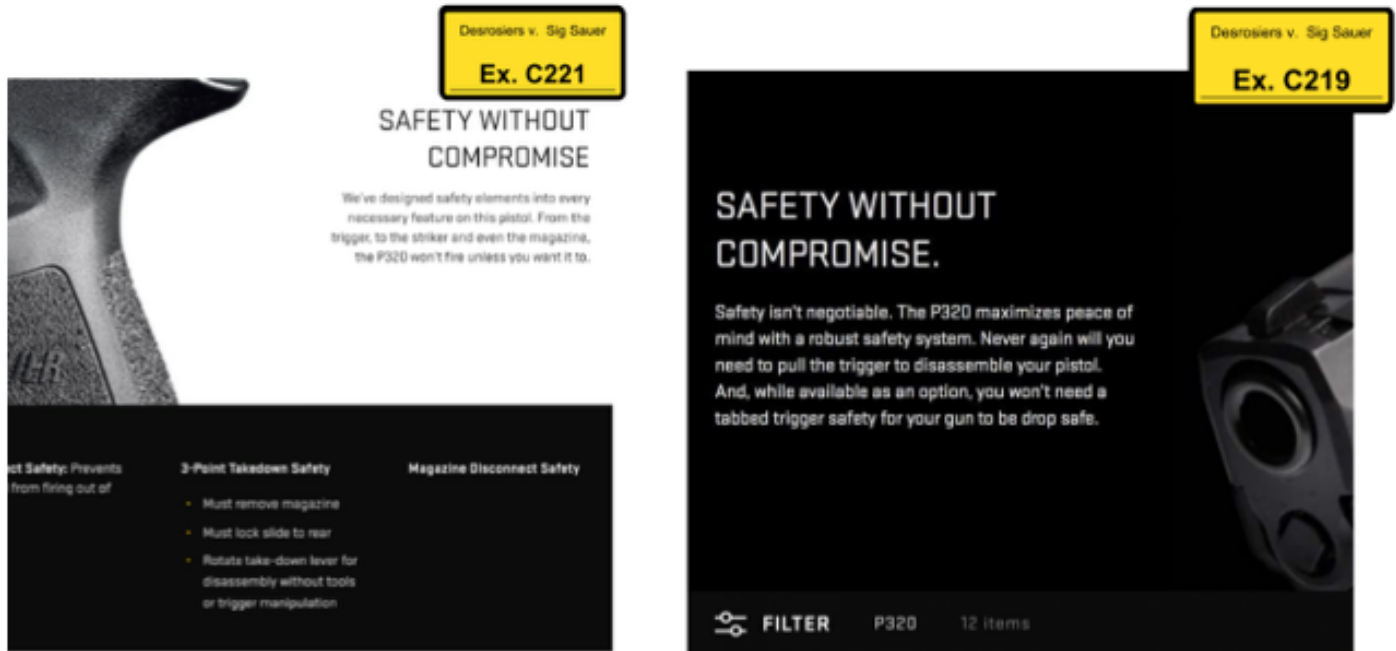 Desrosiers v. Sig Sauer
Ex. C221
SAFETY WITHOUT
COMPROMISE
We've designed safety elements into every
necessary feature on this pistol. From the
trigger, to the striker and even the magazine,
the P320 won't fire unless you want it to.
ect Safety: Prevents
from firing out of
3-Point Takedown Safety
• Must remove magazine
• Must lock slide to rear
• Rotate take-down lever for
disassembly without tools
or trigger manipulation
Magazine Disconnect Safety
Desrosiers v. Sig Sauer
Ex. C219
SAFETY WITHOUT
COMPROMISE.
Safety isn't negotiable. The P320 maximizes peace of
mind with a robust safety system. Never again will you
need to pull the trigger to disassemble your pistol.
And, while available as an option, you won't need a
tabbed trigger safety for your gun to be drop safe.
FILTER P320 12 items